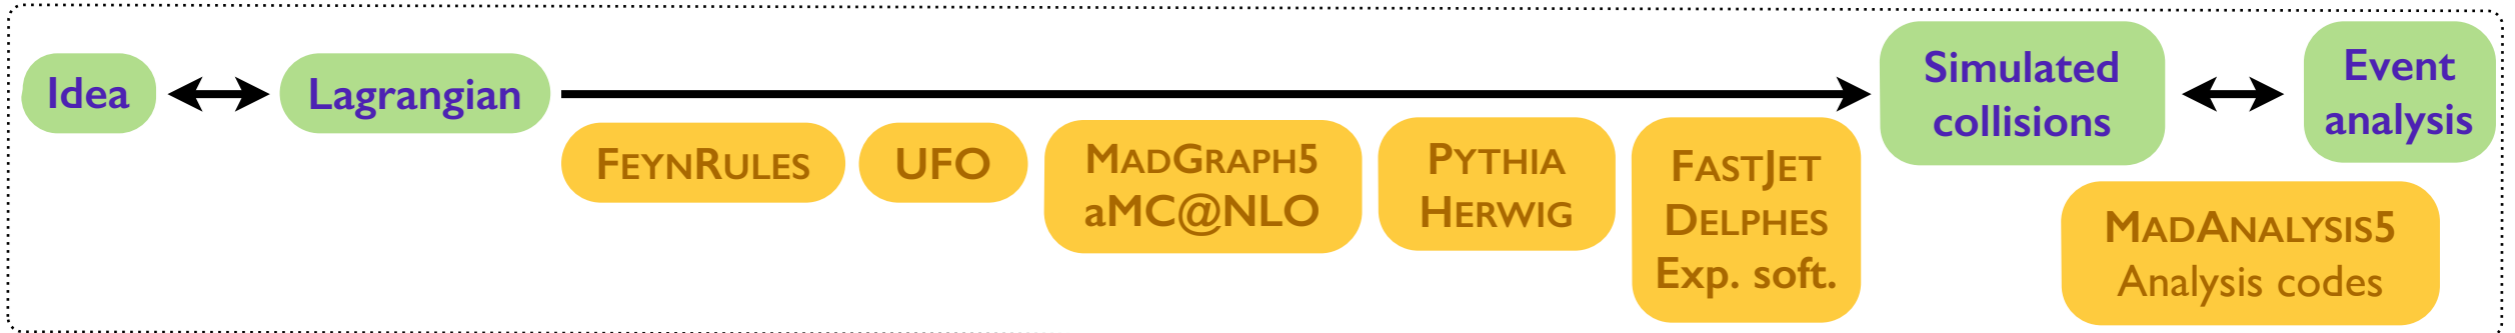 Idea
Lagrangian
Simulated
collisions
Event
analysis
FEYNRULES
UFO
MADGRAPH5
aMC@NLO
PYTHIA
HERWIG
FASTJET
DELPHES
Exp. soft.
MADANALYSIS5
Analysis codes